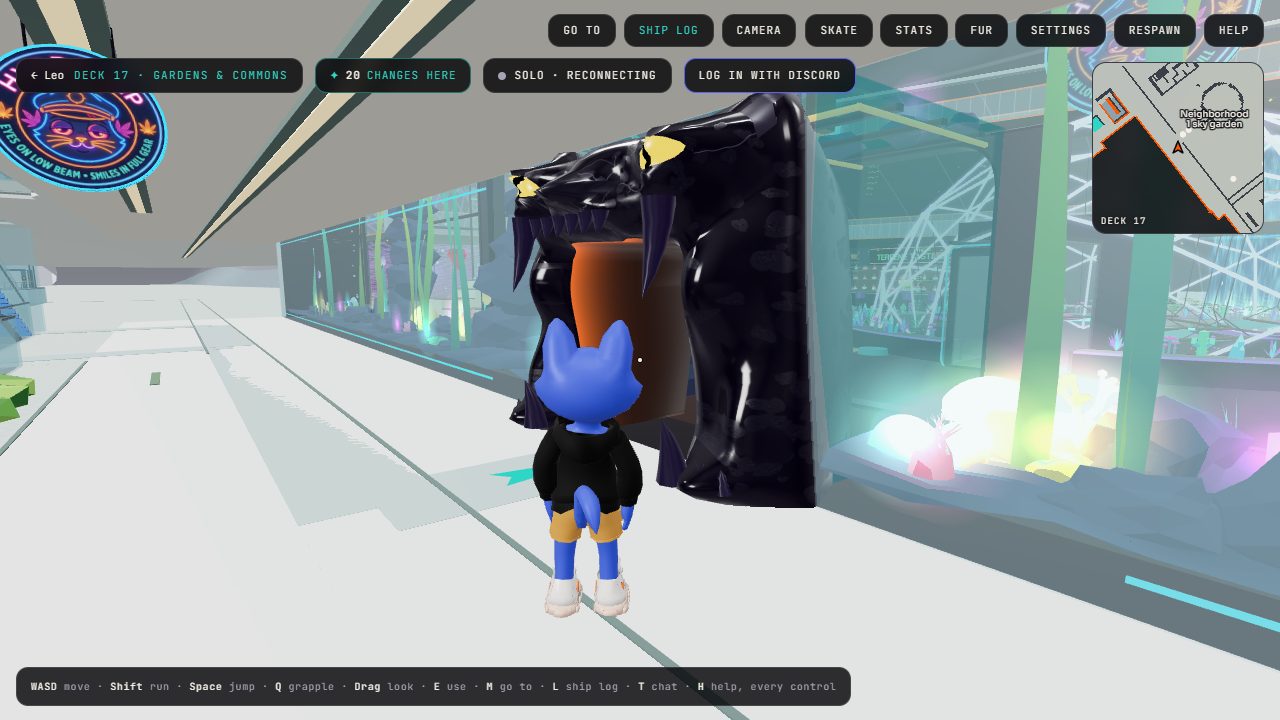 GO TO
SHIP LOG
CAMERA
SKATE
STATS
FUR
SETTINGS
RESPAWN
HELP
← Leo DECK 17 · GARDENS & COMMONS
✦ 20 CHANGES HERE
● SOLO · RECONNECTING
LOG IN WITH DISCORD
Neighborhood
1 sky garden
DECK 17
EYES ON LOW BEAM • SMILES IN FULL GEAR
WASD move · Shift run · Space jump · Q grapple · Drag look · E use · M go to · L ship log · T chat · H help, every control